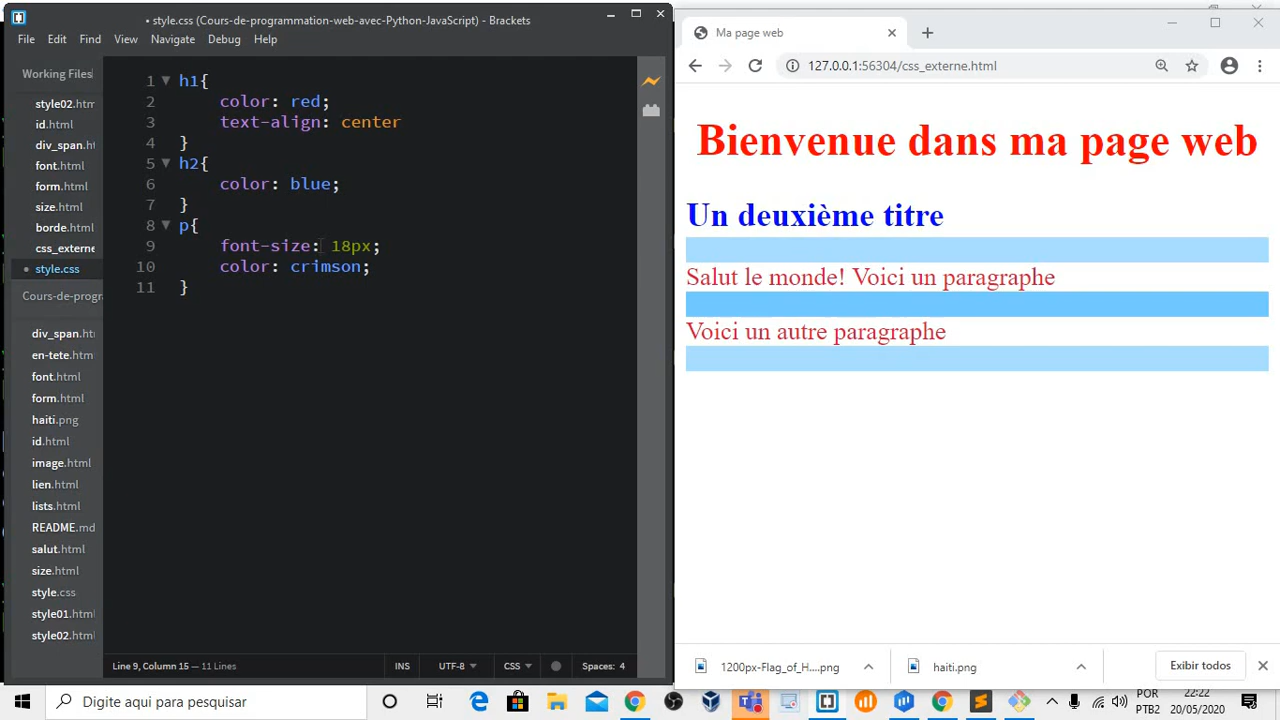 • style.css (Cours-de-programmation-web-avec-Python-JavaScript) - Brackets
File Edit Find View Navigate Debug Help
Working Files
style02.htm
id.html
div_span.ht
font.html
form.html
size.html
borde.html
css_externe
• style.css
Cours-de-progra
div_span.ht
en-tete.htm
font.html
form.html
haiti.png
id.html
image.html
lien.html
lists.html
README.md
salut.html
size.html
style.css
style01.htm
style02.htm
1 h1{
2 color: red;
3 text-align: center
4 }
5 h2{
6 color: blue;
7 }
8 p{
9 font-size: 18px;
10 color: crimson;
11 }
Line 9, Column 15 — 11 Lines INS UTF-8 CSS Spaces: 4
Ma page web
127.0.0.1:56304/css_externe.html
Bienvenue dans ma page web
Un deuxième titre
Salut le monde! Voici un paragraphe
Voici un autre paragraphe
1200px-Flag_of_H....png haiti.png Exibir todos
Digite aqui para pesquisar
POR
PTB2
22:22
20/05/2020